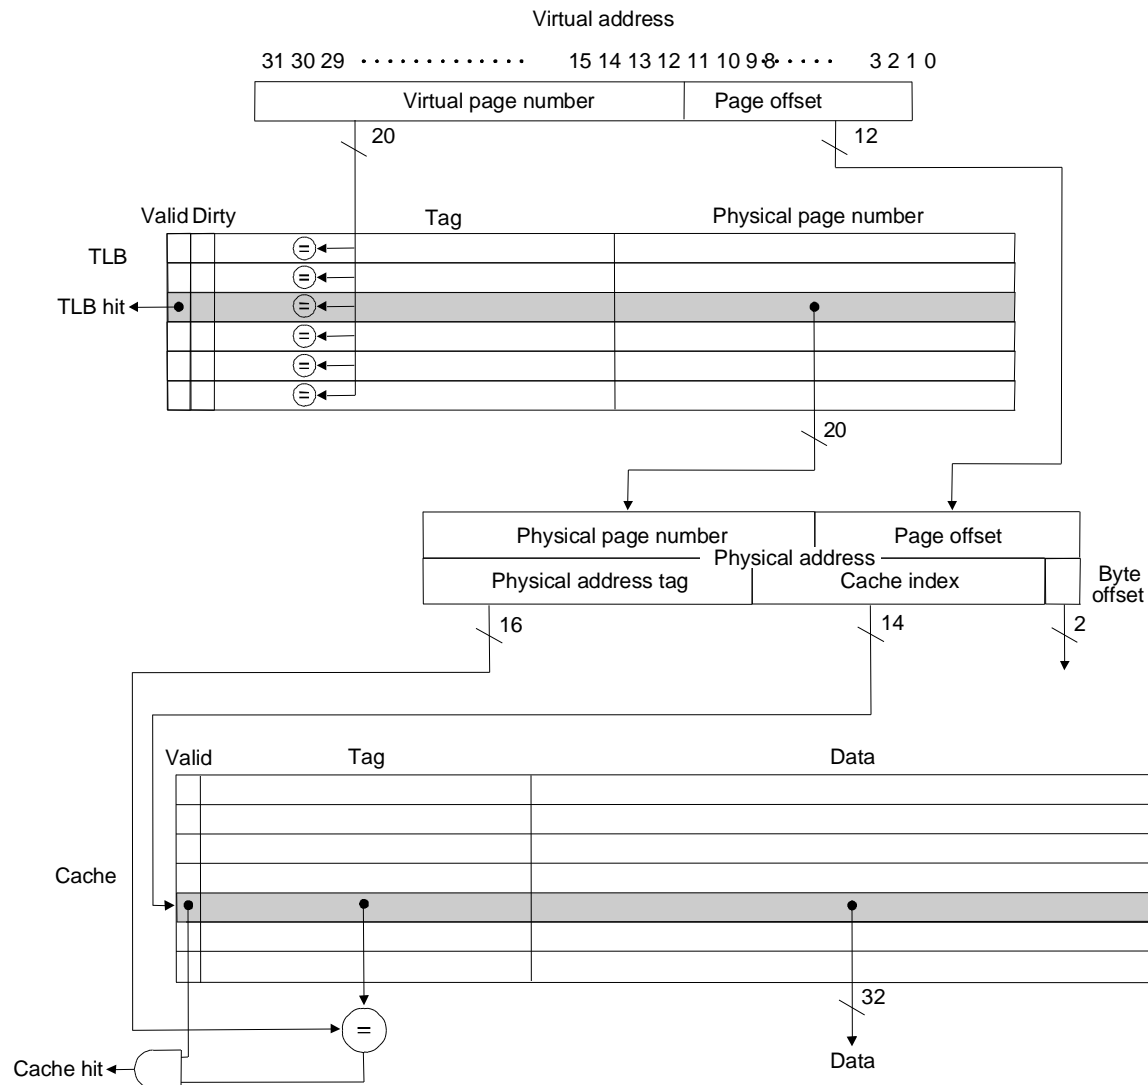 Virtual address
31 30 29 ············· 15 14 13 12 11 10 9 8 ······ 3 2 1 0
Virtual page number Page offset
20 12
Valid Dirty Tag Physical page number
TLB
=
=
TLB hit =
=
=
=
20
Physical page number Page offset
Physical address
Physical address tag Cache index Byte
offset
16 14 2
Valid Tag Data
Cache
32
=
Data
Cache hit